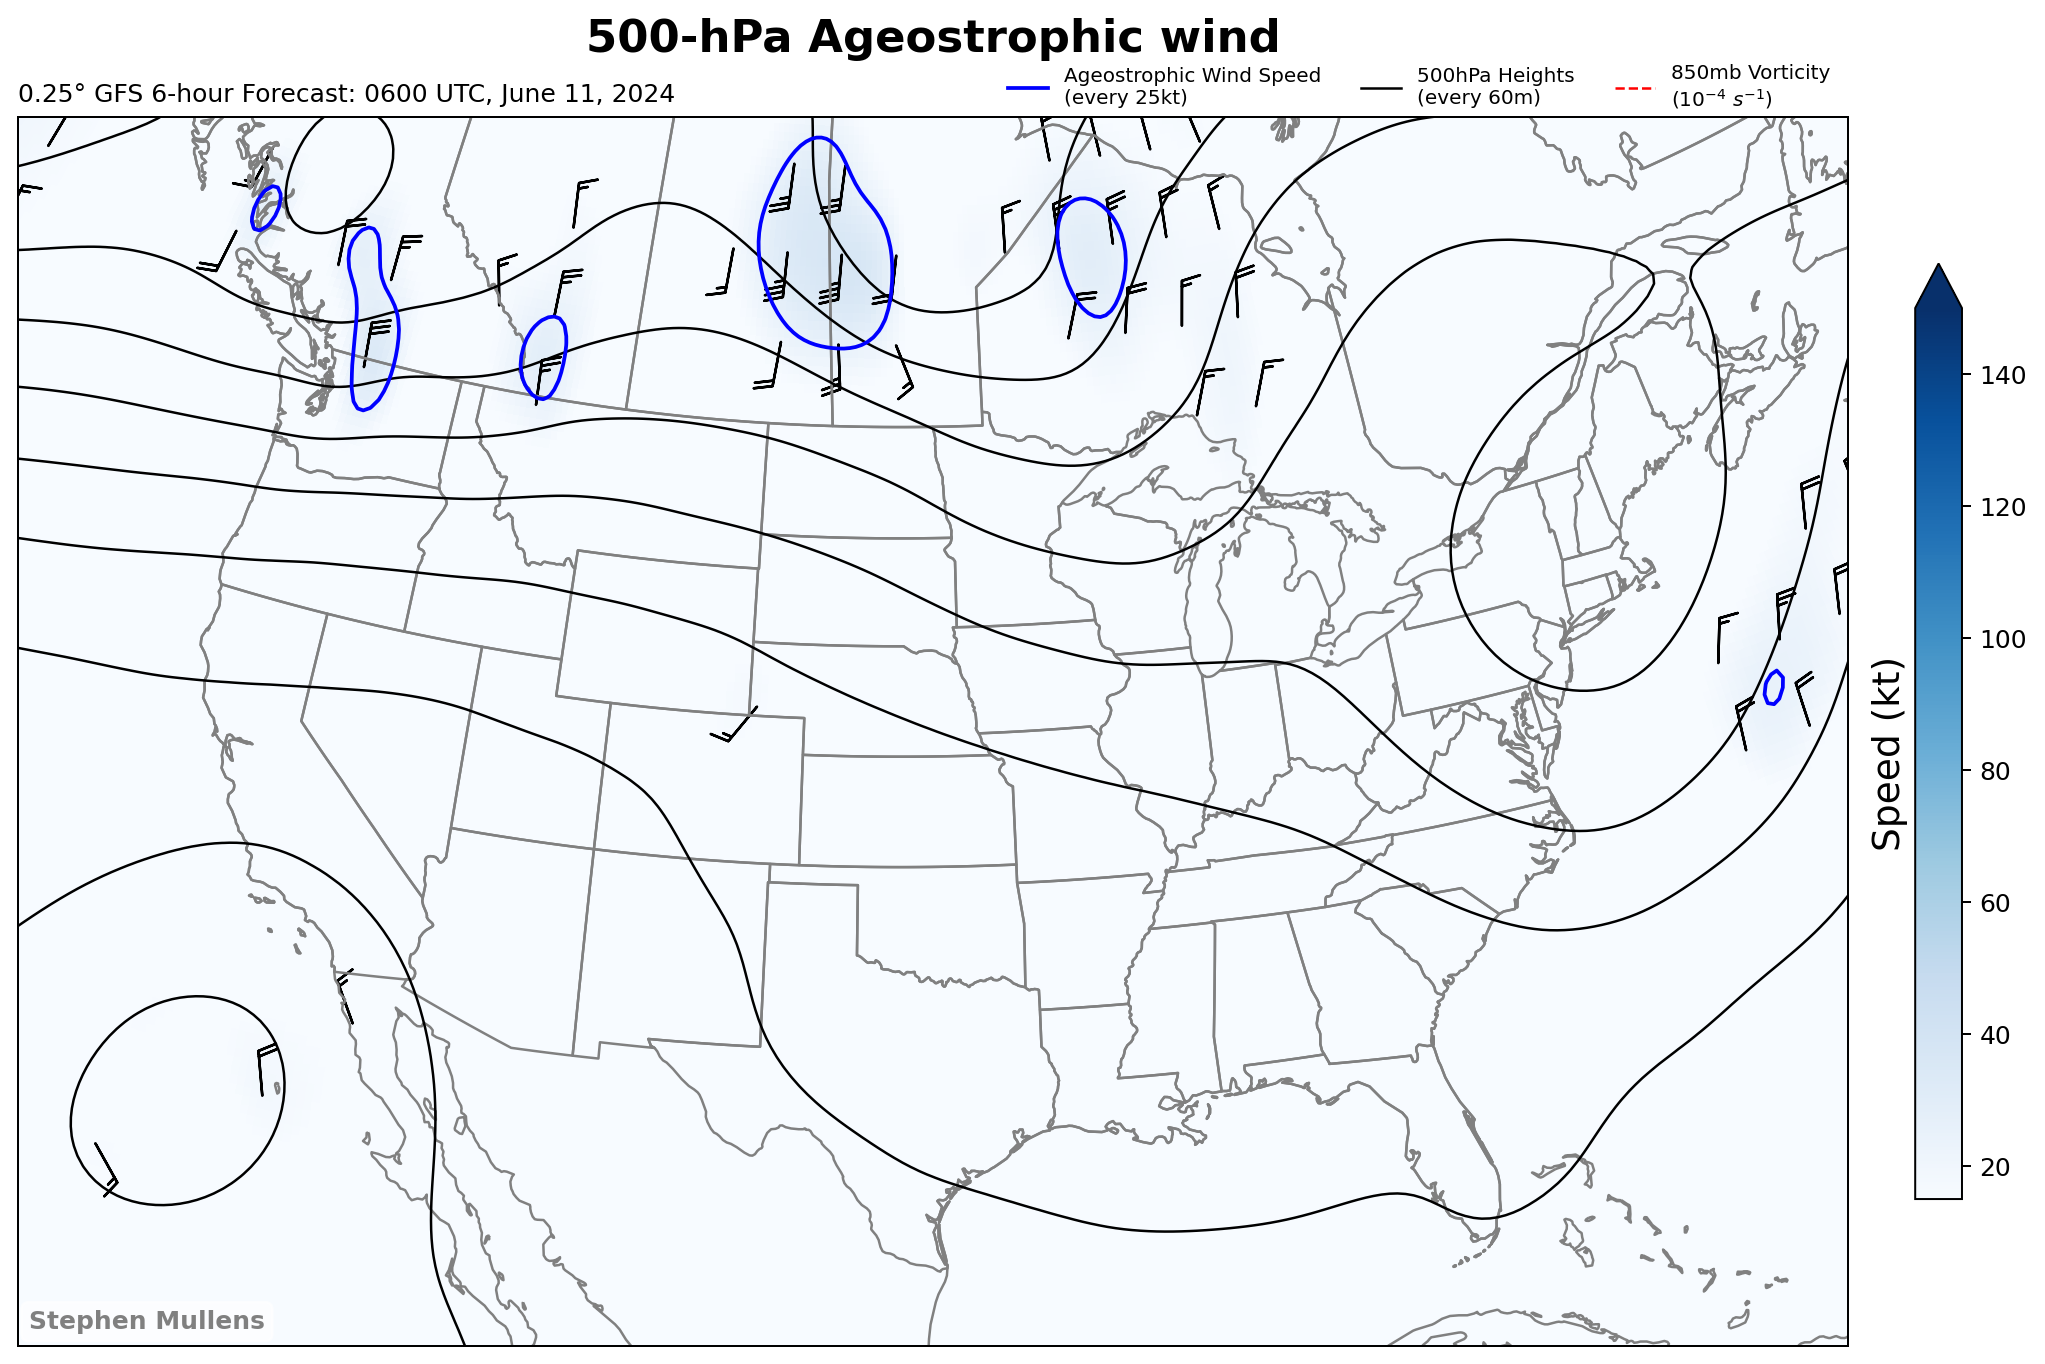 500-hPa Ageostrophic wind
0.25° GFS 6-hour Forecast: 0600 UTC, June 11, 2024
Ageostrophic Wind Speed
(every 25kt)
500hPa Heights
(every 60m)
850mb Vorticity
(10⁻⁴ s⁻¹)
140
120
100
80
60
40
20
Speed (kt)
Stephen Mullens